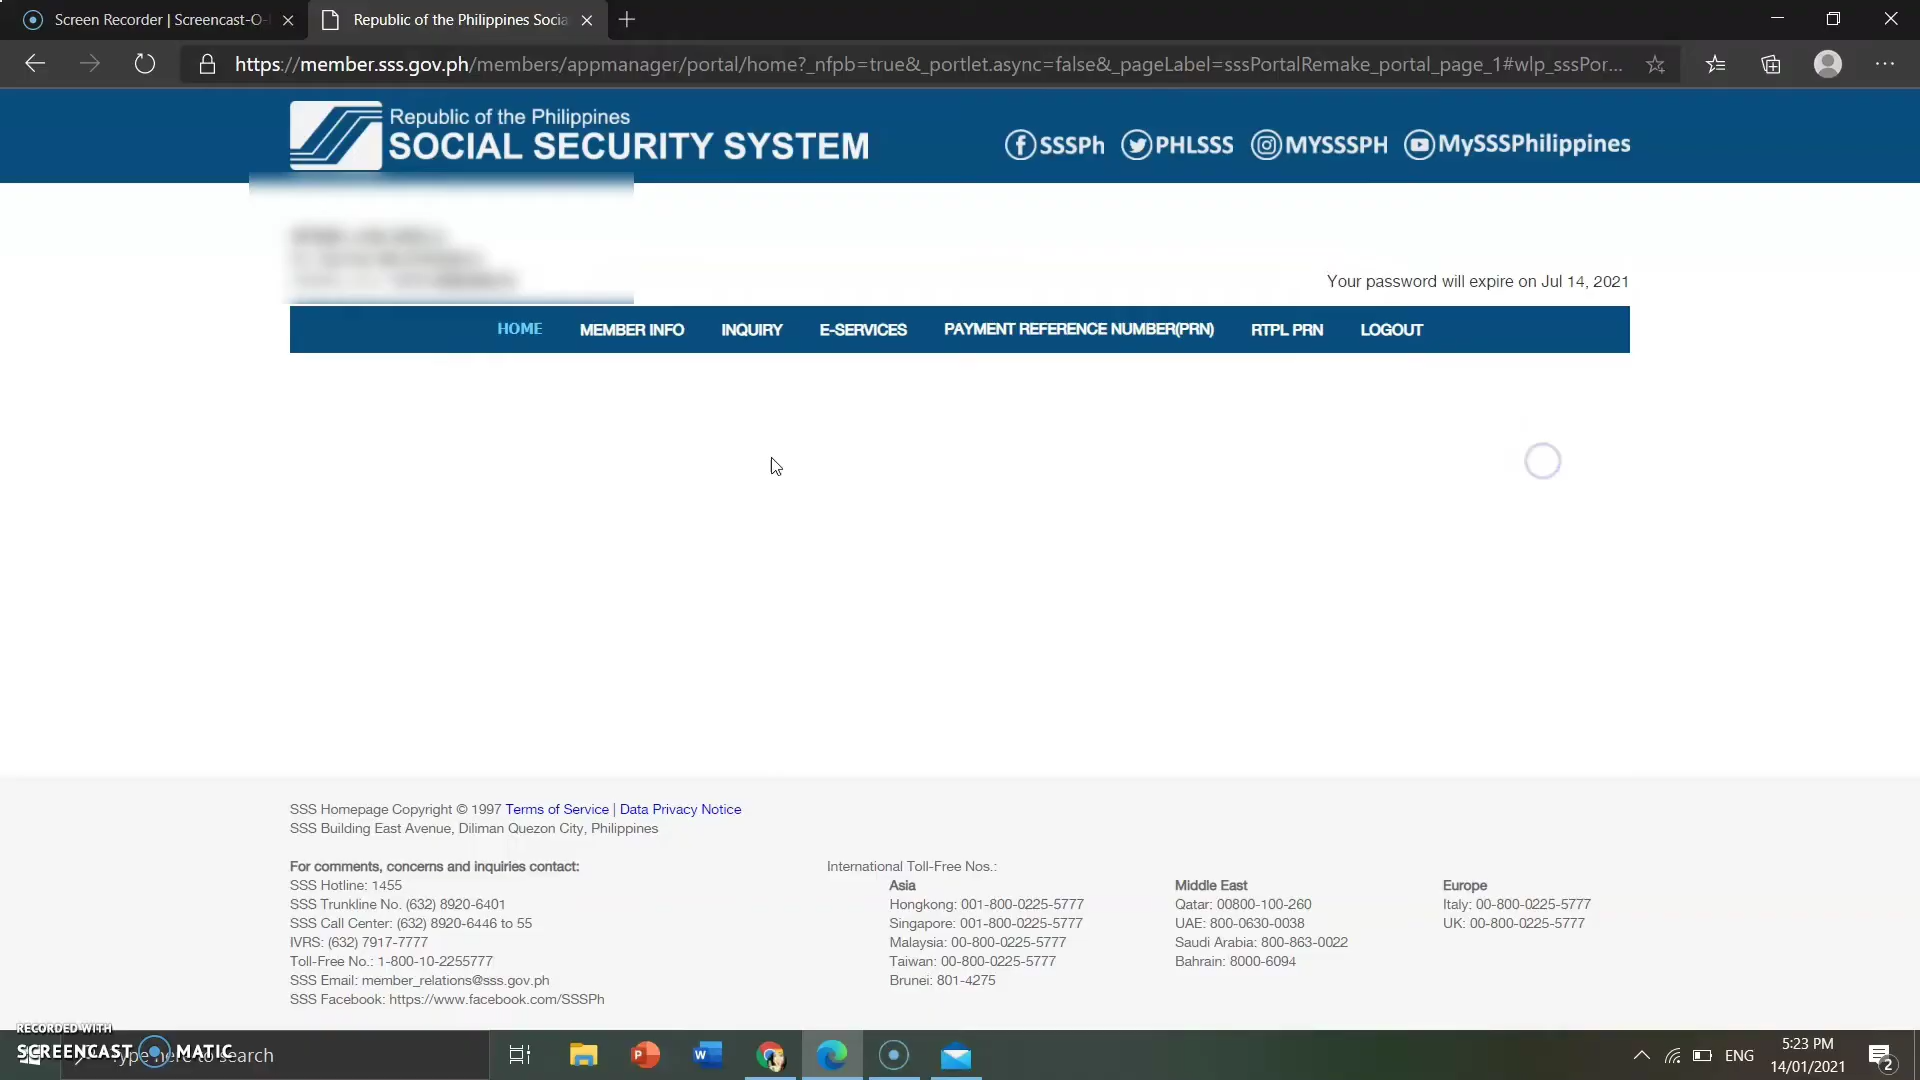 Screen Recorder | Screencast-O-
Republic of the Philippines Socia
https://member.sss.gov.ph/members/appmanager/portal/home?_nfpb=true&_portlet.async=false&_pageLabel=sssPortalRemake_portal_page_1#wlp_sssPor...
Republic of the Philippines
SOCIAL SECURITY SYSTEM
SSSPh
PHLSSS
MYSSSPH
MySSSPhilippines
Your password will expire on Jul 14, 2021
HOME
MEMBER INFO
INQUIRY
E-SERVICES
PAYMENT REFERENCE NUMBER(PRN)
RTPL PRN
LOGOUT
SSS Homepage Copyright © 1997 Terms of Service | Data Privacy Notice
SSS Building East Avenue, Diliman Quezon City, Philippines
For comments, concerns and inquiries contact:
SSS Hotline: 1455
SSS Trunkline No. (632) 8920-6401
SSS Call Center: (632) 8920-6446 to 55
IVRS: (632) 7917-7777
Toll-Free No.: 1-800-10-2255777
SSS Email: member_relations@sss.gov.ph
SSS Facebook: https://www.facebook.com/SSSPh
International Toll-Free Nos.:
Asia
Hongkong: 001-800-0225-5777
Singapore: 001-800-0225-5777
Malaysia: 00-800-0225-5777
Taiwan: 00-800-0225-5777
Brunei: 801-4275
Middle East
Qatar: 00800-100-260
UAE: 800-0630-0038
Saudi Arabia: 800-863-0022
Bahrain: 8000-6094
Europe
Italy: 00-800-0225-5777
UK: 00-800-0225-5777
RECORDED WITH
SCREENCAST MATIC
Type here to search
P
W
ENG
5:23 PM
14/01/2021
2